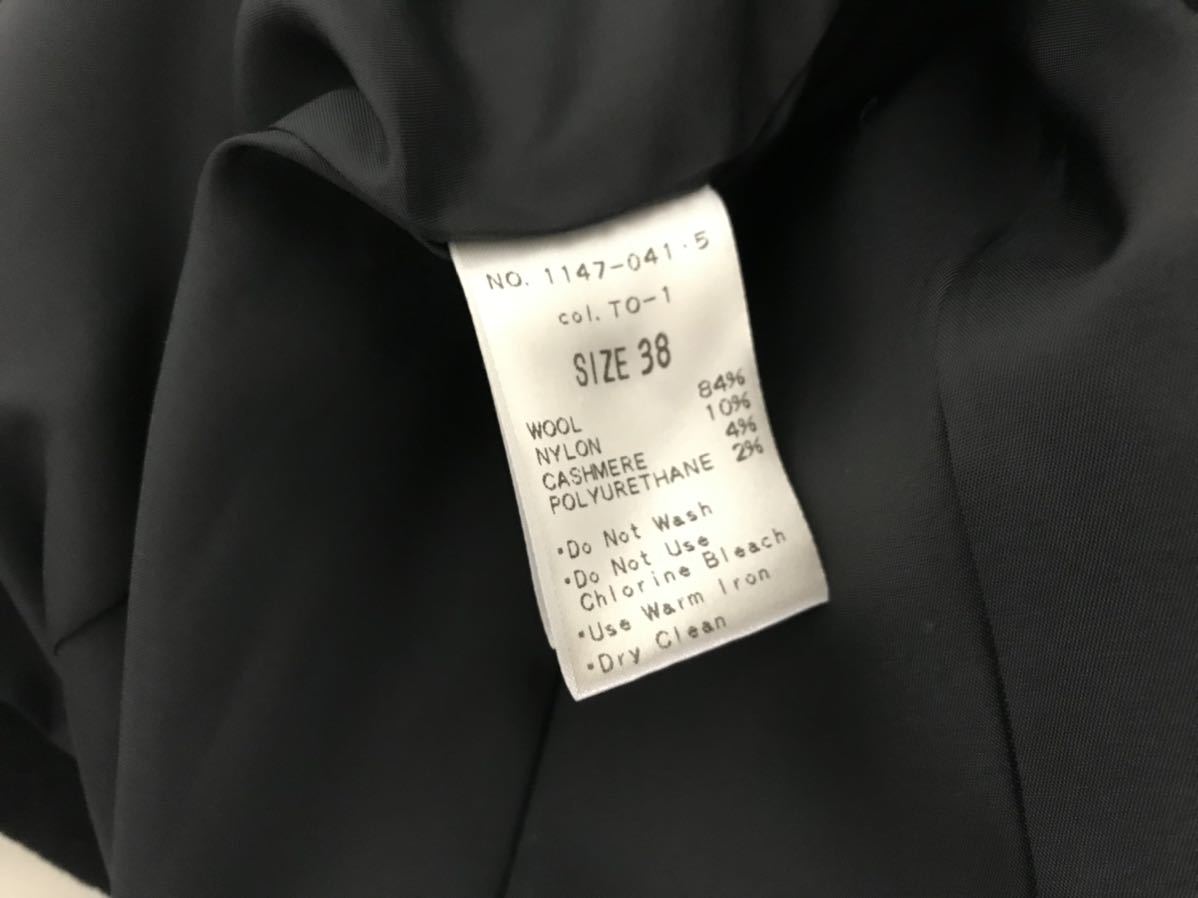 NO. 1147-041-5
col. TO-1
SIZE 38
WOOL 84%
NYLON 10%
CASHMERE 4%
POLYURETHANE 2%
•Do Not Wash
•Do Not Use
Chlorine Bleach
•Use Warm Iron
•Dry Clean